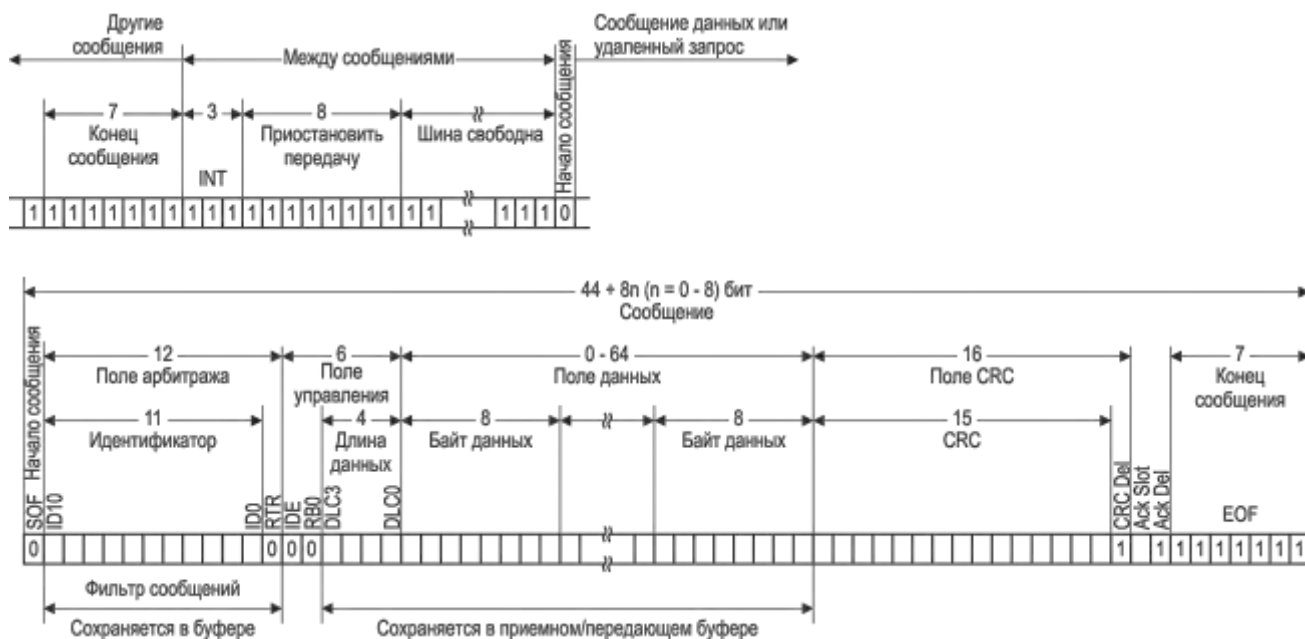 Другие
сообщения
Между сообщениями
Начало сообщения
Сообщение данных или
удаленный запрос
7
Конец
сообщения
3
INT
8
Приостановить
передачу
Шина свободна
1 1 1 1 1 1 1 1 1 1 1 1 1 1 1 1 1 1 1 1 1 1 1 1 0
44 + 8n (n = 0 - 8) бит
Сообщение
Начало сообщения
12
Поле арбитража
6
Поле
управления
0 - 64
Поле данных
16
Поле CRC
7
Конец
сообщения
11
Идентификатор
4
Длина
данных
8
Байт данных
8
Байт данных
15
CRC
SOF
ID10
ID0
RTR
IDE
RB0
DLC3
DLC0
CRC Del
Ack Slot
Ack Del
EOF
0 0 0 0 1 1 1 1 1 1 1 1 1
Фильтр сообщений
Сохраняется в буфере
Сохраняется в приемном/передающем буфере